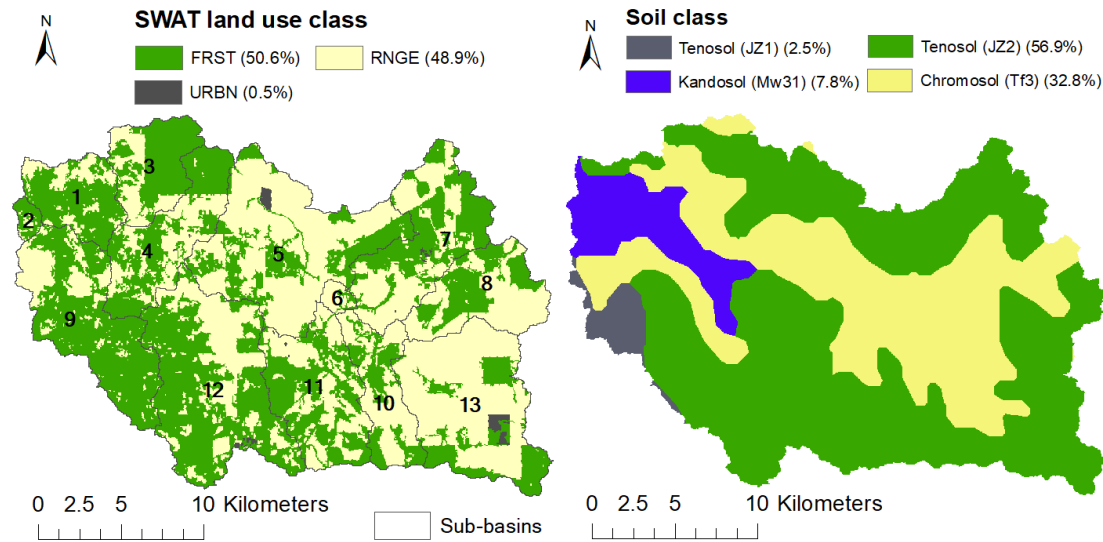 SWAT land use class
N
FRST (50.6%) RNGE (48.9%)
URBN (0.5%)
3
1
2
4
5
7
8
6
9
12
11
10
13
0 2.5 5 10 Kilometers
Sub-basins
Soil class
N
Tenosol (JZ1) (2.5%) Tenosol (JZ2) (56.9%)
Kandosol (Mw31) (7.8%) Chromosol (Tf3) (32.8%)
0 2.5 5 10 Kilometers